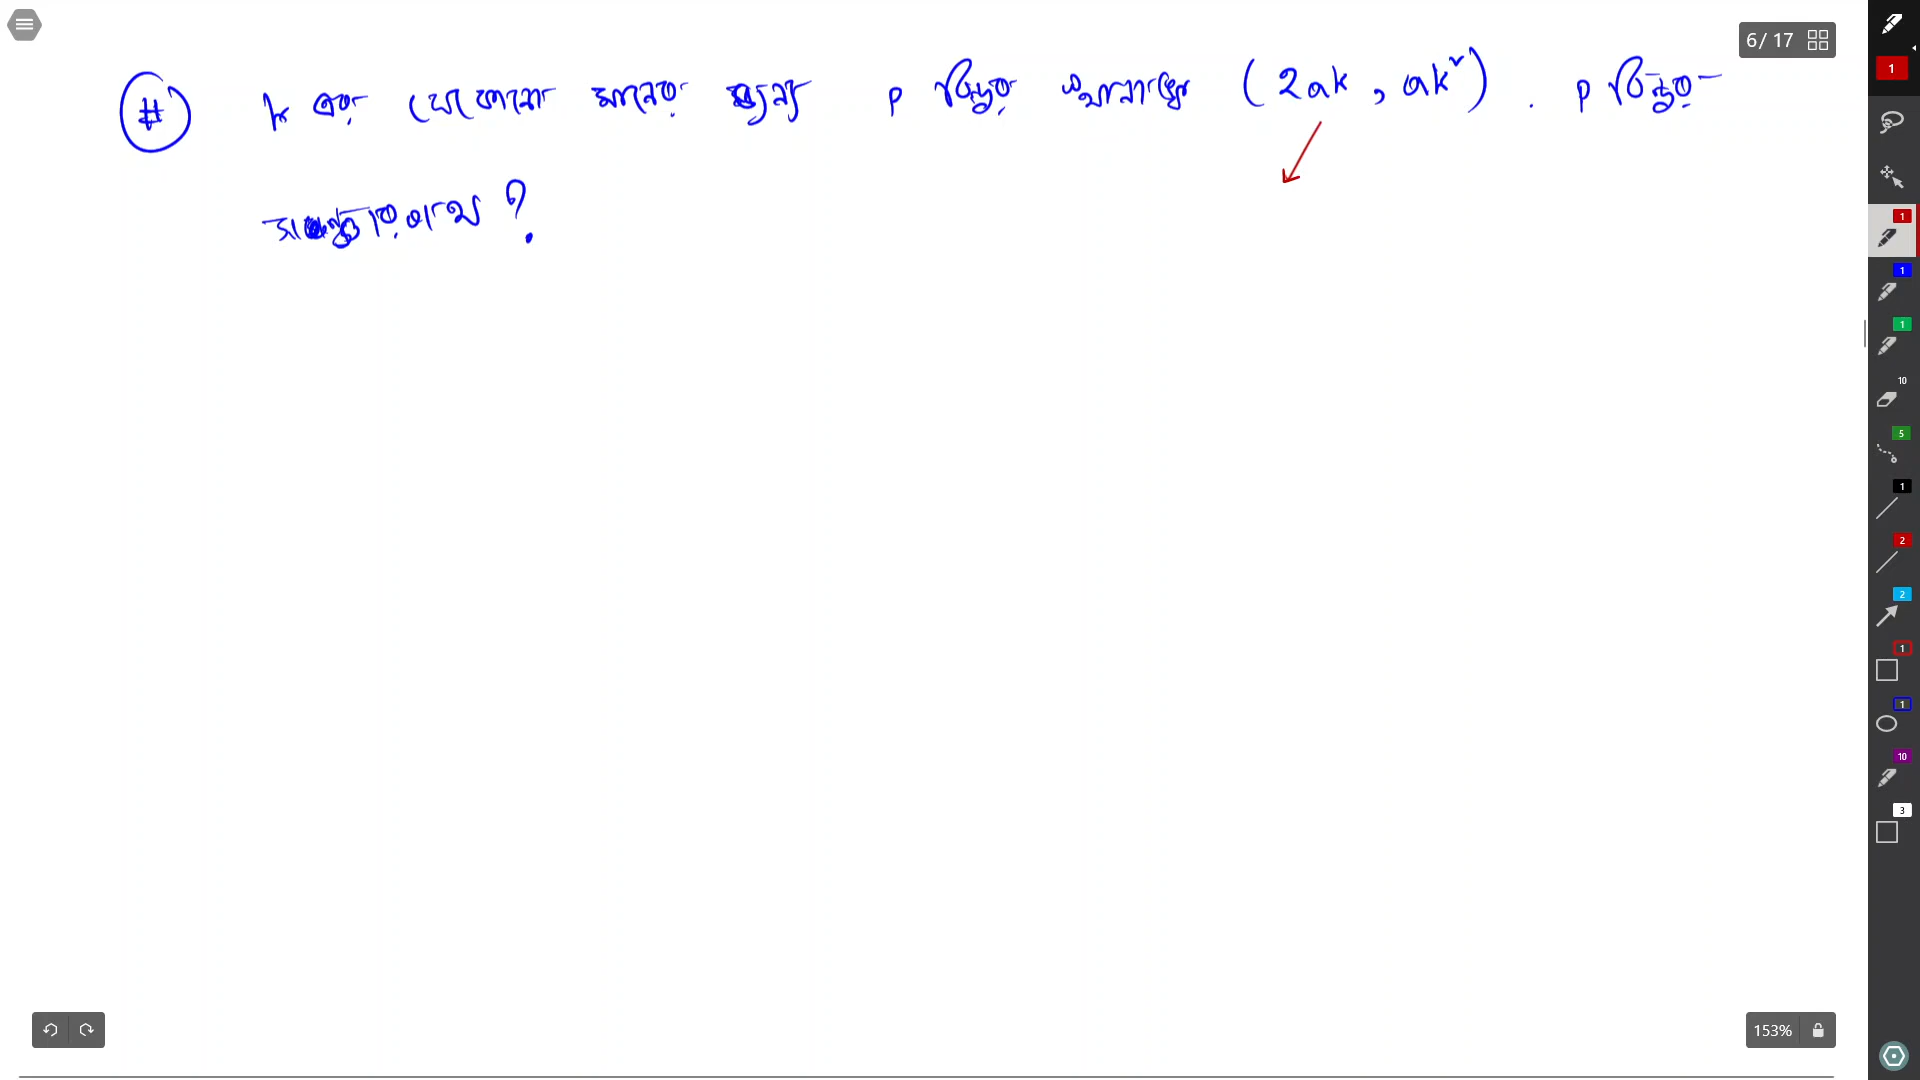 6/ 17
# k এর যেকোনো মানের জন্য P বিন্দুর স্থানাঙ্ক (2ak, ak²). P বিন্দুর
সঞ্চারপথ ?
153%